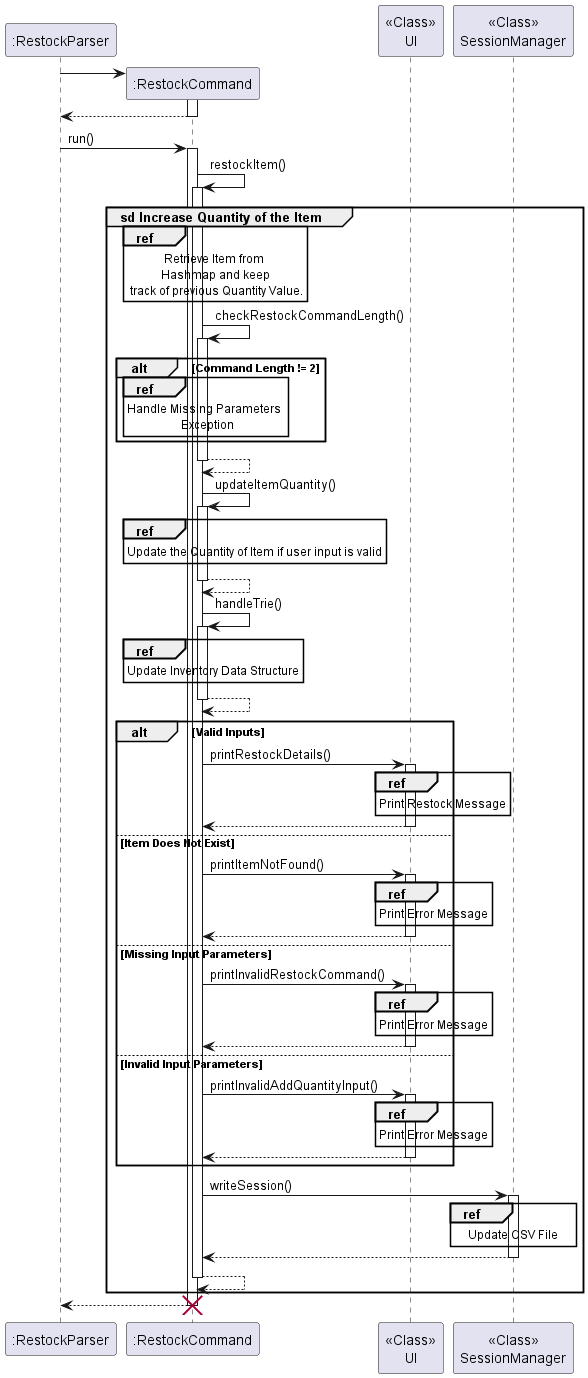 «Class»
«Class»
:RestockParser
UI
SessionManager
:RestockCommand
run()
restockItem()
sd Increase Quantity of the Item
ref
Retrieve Item from
Hashmap and keep
track of previous Quantity Value.
checkRestockCommandLength()
alt
[Command Length != 2]
ref
Handle Missing Parameters
Exception
updateItemQuantity()
ref
Update the Quantity of Item if user input is valid
handleTrie()
ref
Update Inventory Data Structure
alt
[Valid Inputs]
printRestockDetails()
ref
Print Restock Message
[Item Does Not Exist]
printItemNotFound()
ref
Print Error Message
[Missing Input Parameters]
printInvalidRestockCommand()
ref
Print Error Message
[Invalid Input Parameters]
printInvalidAddQuantityInput()
ref
Print Error Message
writeSession()
ref
Update CSV File
:RestockParser
:RestockCommand
«Class»
UI
«Class»
SessionManager